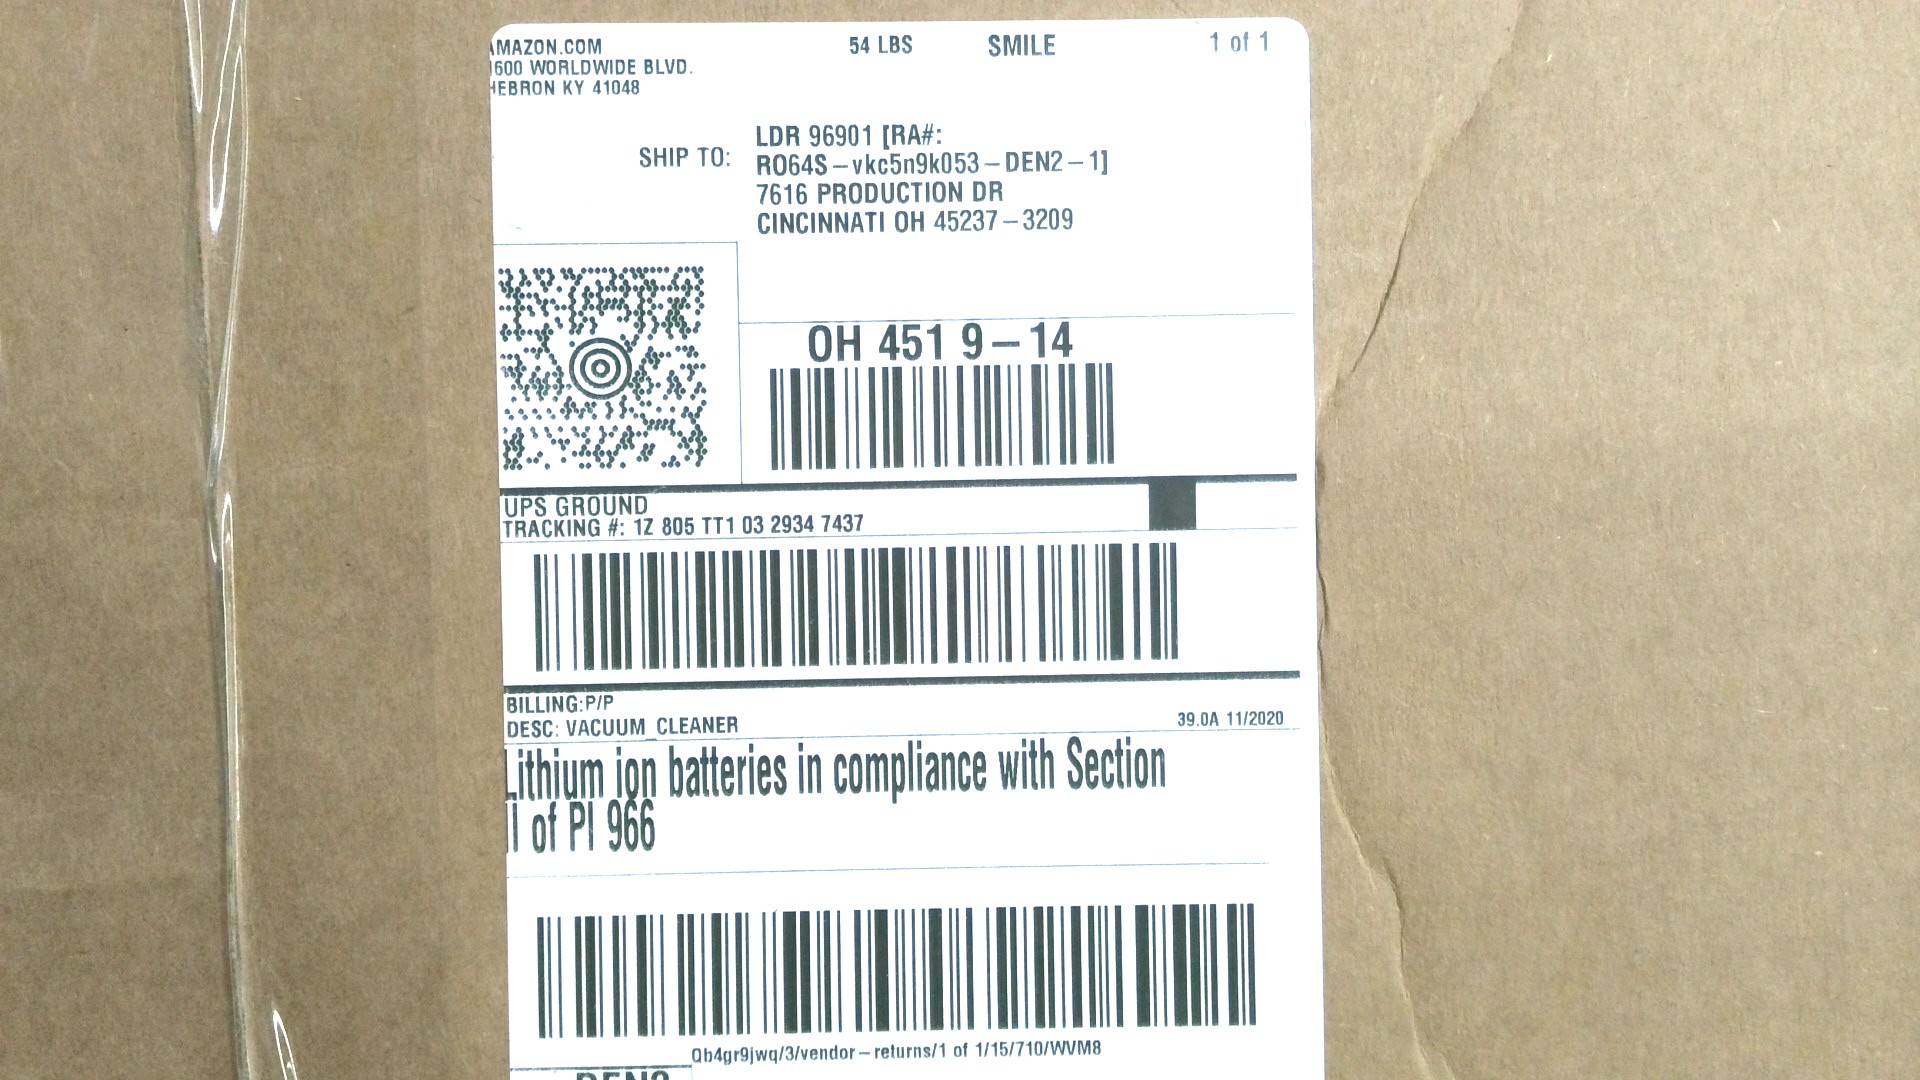 AMAZON.COM
1600 WORLDWIDE BLVD.
HEBRON KY 41048
54 LBS SMILE 1 of 1
SHIP TO:
LDR 96901 [RA#:
RO64S-vkc5n9k053-DEN2-1]
7616 PRODUCTION DR
CINCINNATI OH 45237-3209
OH 451 9-14
UPS GROUND
TRACKING #: 1Z 805 TT1 03 2934 7437
BILLING:P/P
DESC: VACUUM_CLEANER
39.0A 11/2020
Lithium ion batteries in compliance with Section
II of PI 966
Qb4gr9jwq/3/vendor-returns/1 of 1/15/710/WVM8
DEN2